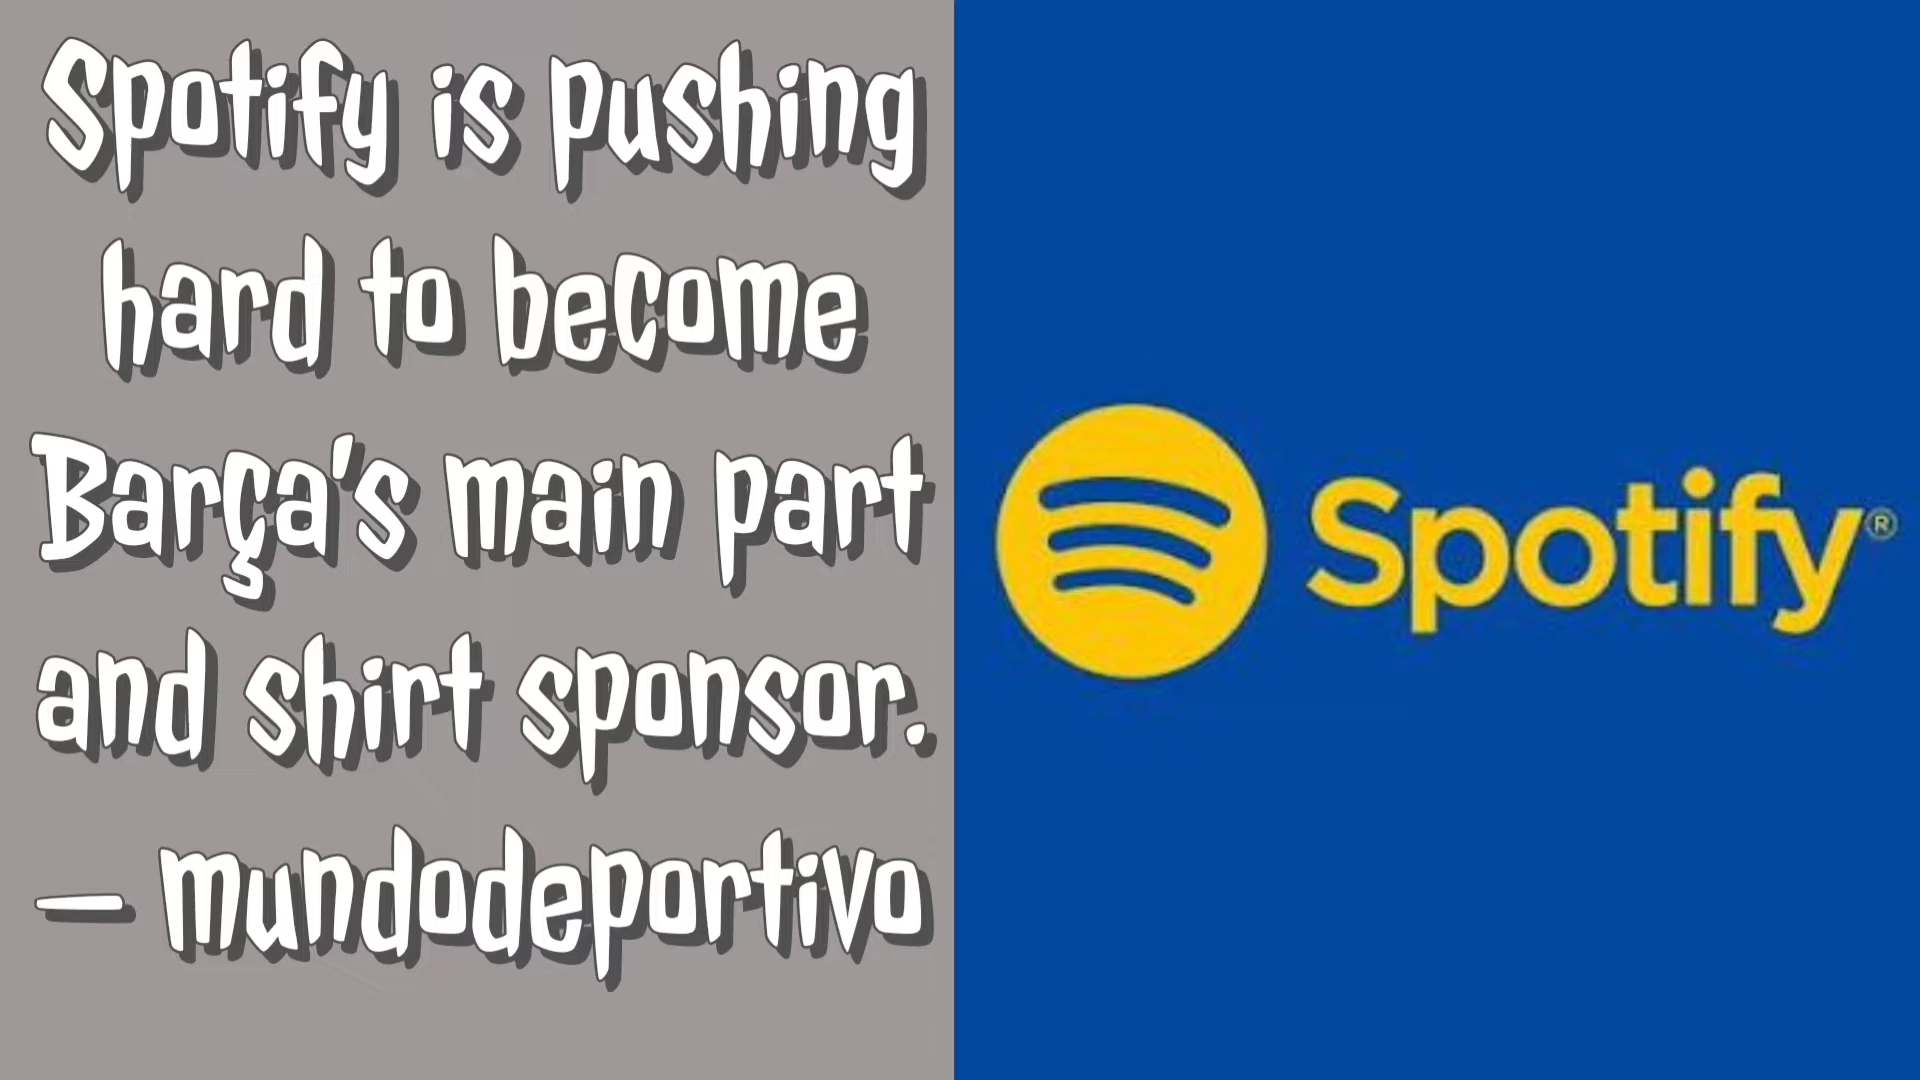 Spotify is pushing
hard to become
Barça's main part
and shirt sponsor.
— mundodeportivo
Spotify®